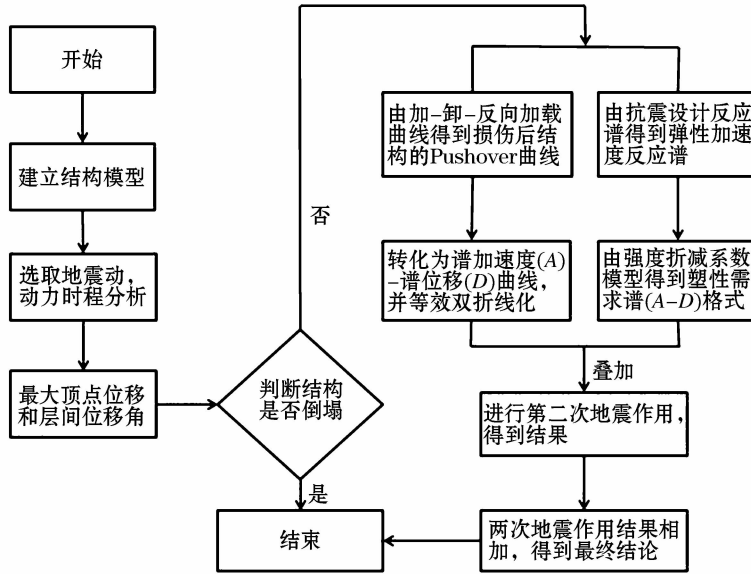 开始
建立结构模型
选取地震动，
动力时程分析
最大顶点位移
和层间位移角
判断结构
是否倒塌
否
是
由加-卸-反向加载
曲线得到损伤后结
构的Pushover曲线
由抗震设计反应
谱得到弹性加速
度反应谱
转化为谱加速度(A)
-谱位移(D)曲线，
并等效双折线化
由强度折减系数
模型得到塑性需
求谱(A-D)格式
叠加
进行第二次地震作用，
得到结果
两次地震作用结果相
加，得到最终结论
结束